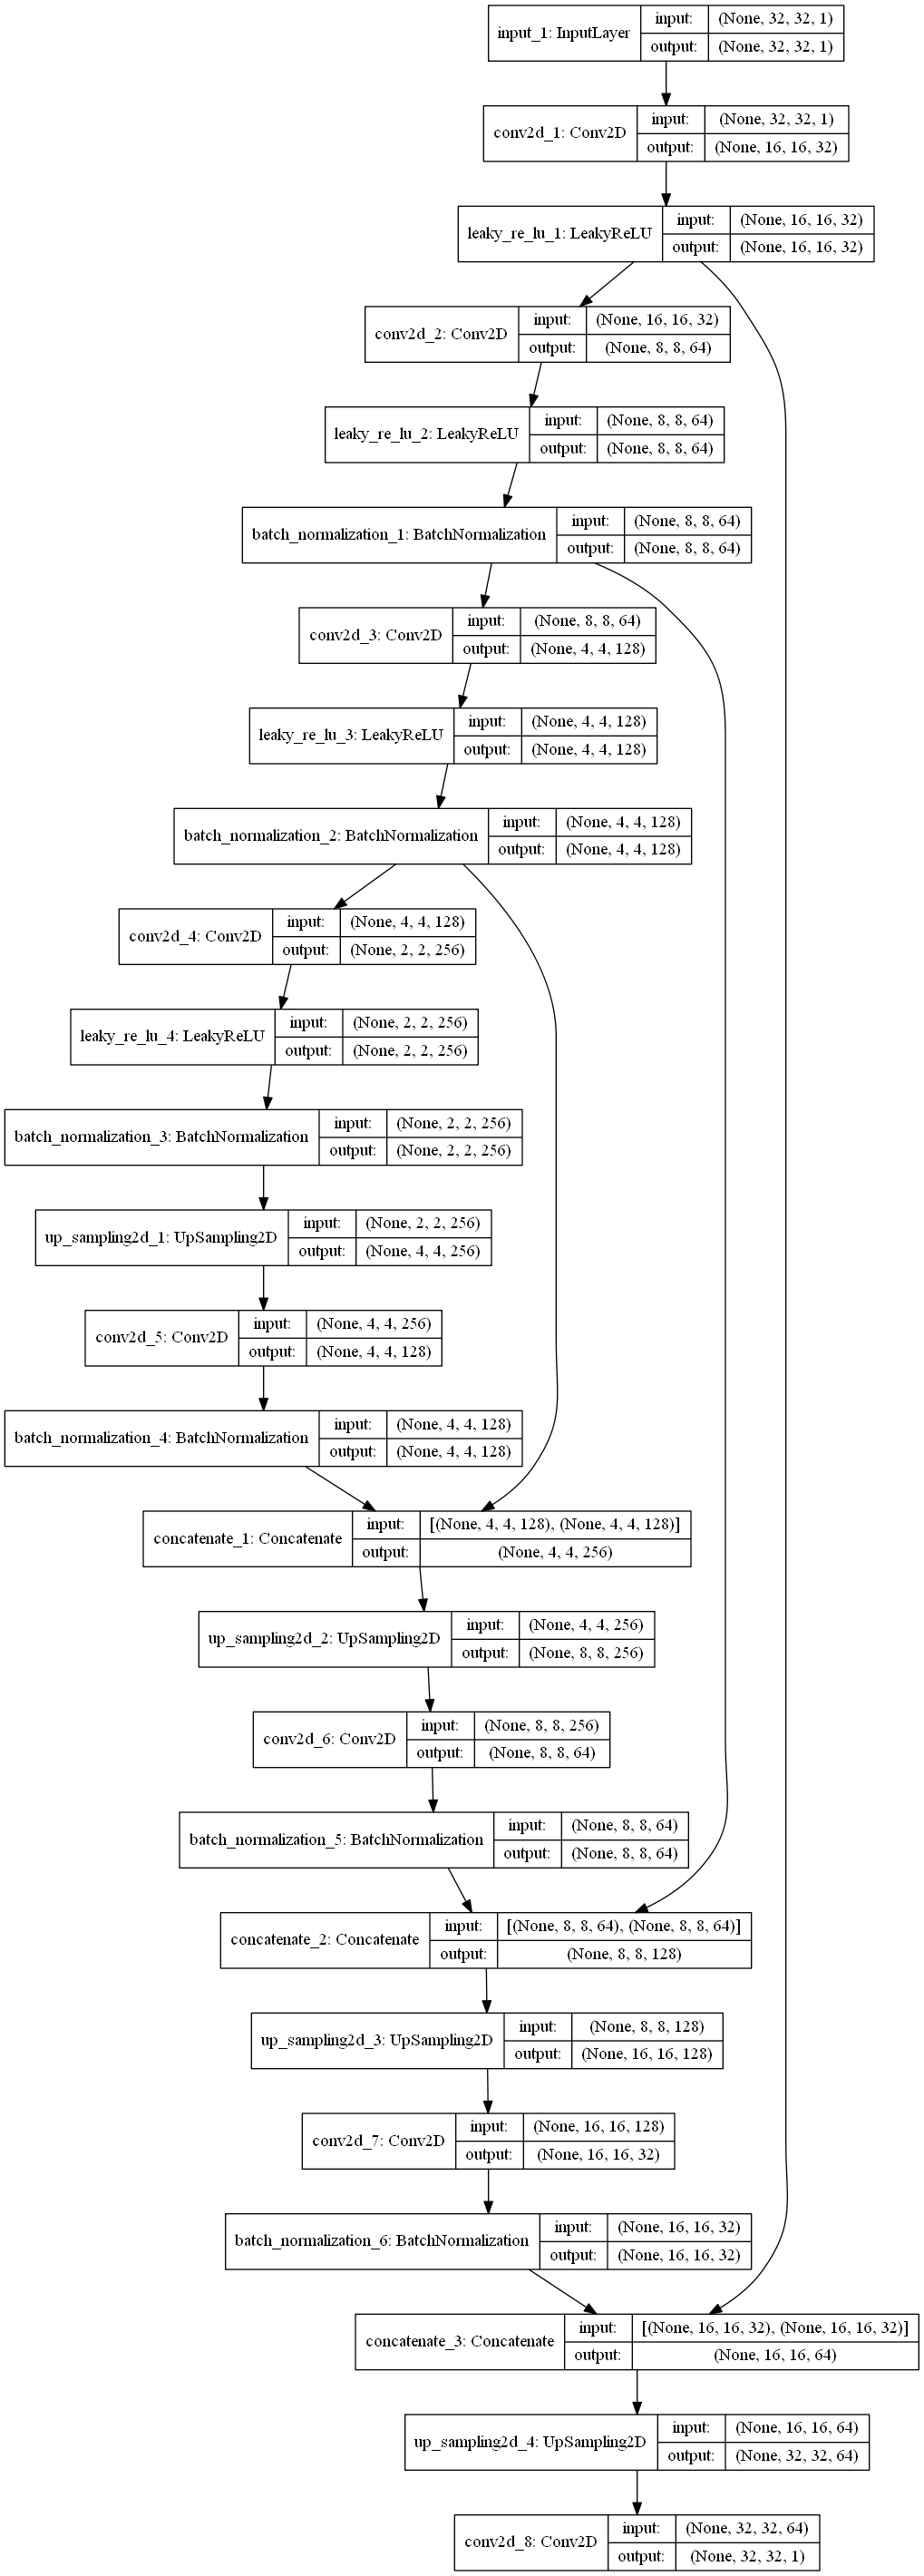 input_1: InputLayer
input:
(None, 32, 32, 1)
output:
(None, 32, 32, 1)
conv2d_1: Conv2D
input:
(None, 32, 32, 1)
output:
(None, 16, 16, 32)
leaky_re_lu_1: LeakyReLU
input:
(None, 16, 16, 32)
output:
(None, 16, 16, 32)
conv2d_2: Conv2D
input:
(None, 16, 16, 32)
output:
(None, 8, 8, 64)
leaky_re_lu_2: LeakyReLU
input:
(None, 8, 8, 64)
output:
(None, 8, 8, 64)
batch_normalization_1: BatchNormalization
input:
(None, 8, 8, 64)
output:
(None, 8, 8, 64)
conv2d_3: Conv2D
input:
(None, 8, 8, 64)
output:
(None, 4, 4, 128)
leaky_re_lu_3: LeakyReLU
input:
(None, 4, 4, 128)
output:
(None, 4, 4, 128)
batch_normalization_2: BatchNormalization
input:
(None, 4, 4, 128)
output:
(None, 4, 4, 128)
conv2d_4: Conv2D
input:
(None, 4, 4, 128)
output:
(None, 2, 2, 256)
leaky_re_lu_4: LeakyReLU
input:
(None, 2, 2, 256)
output:
(None, 2, 2, 256)
batch_normalization_3: BatchNormalization
input:
(None, 2, 2, 256)
output:
(None, 2, 2, 256)
up_sampling2d_1: UpSampling2D
input:
(None, 2, 2, 256)
output:
(None, 4, 4, 256)
conv2d_5: Conv2D
input:
(None, 4, 4, 256)
output:
(None, 4, 4, 128)
batch_normalization_4: BatchNormalization
input:
(None, 4, 4, 128)
output:
(None, 4, 4, 128)
concatenate_1: Concatenate
input:
[(None, 4, 4, 128), (None, 4, 4, 128)]
output:
(None, 4, 4, 256)
up_sampling2d_2: UpSampling2D
input:
(None, 4, 4, 256)
output:
(None, 8, 8, 256)
conv2d_6: Conv2D
input:
(None, 8, 8, 256)
output:
(None, 8, 8, 64)
batch_normalization_5: BatchNormalization
input:
(None, 8, 8, 64)
output:
(None, 8, 8, 64)
concatenate_2: Concatenate
input:
[(None, 8, 8, 64), (None, 8, 8, 64)]
output:
(None, 8, 8, 128)
up_sampling2d_3: UpSampling2D
input:
(None, 8, 8, 128)
output:
(None, 16, 16, 128)
conv2d_7: Conv2D
input:
(None, 16, 16, 128)
output:
(None, 16, 16, 32)
batch_normalization_6: BatchNormalization
input:
(None, 16, 16, 32)
output:
(None, 16, 16, 32)
concatenate_3: Concatenate
input:
[(None, 16, 16, 32), (None, 16, 16, 32)]
output:
(None, 16, 16, 64)
up_sampling2d_4: UpSampling2D
input:
(None, 16, 16, 64)
output:
(None, 32, 32, 64)
conv2d_8: Conv2D
input:
(None, 32, 32, 64)
output:
(None, 32, 32, 1)